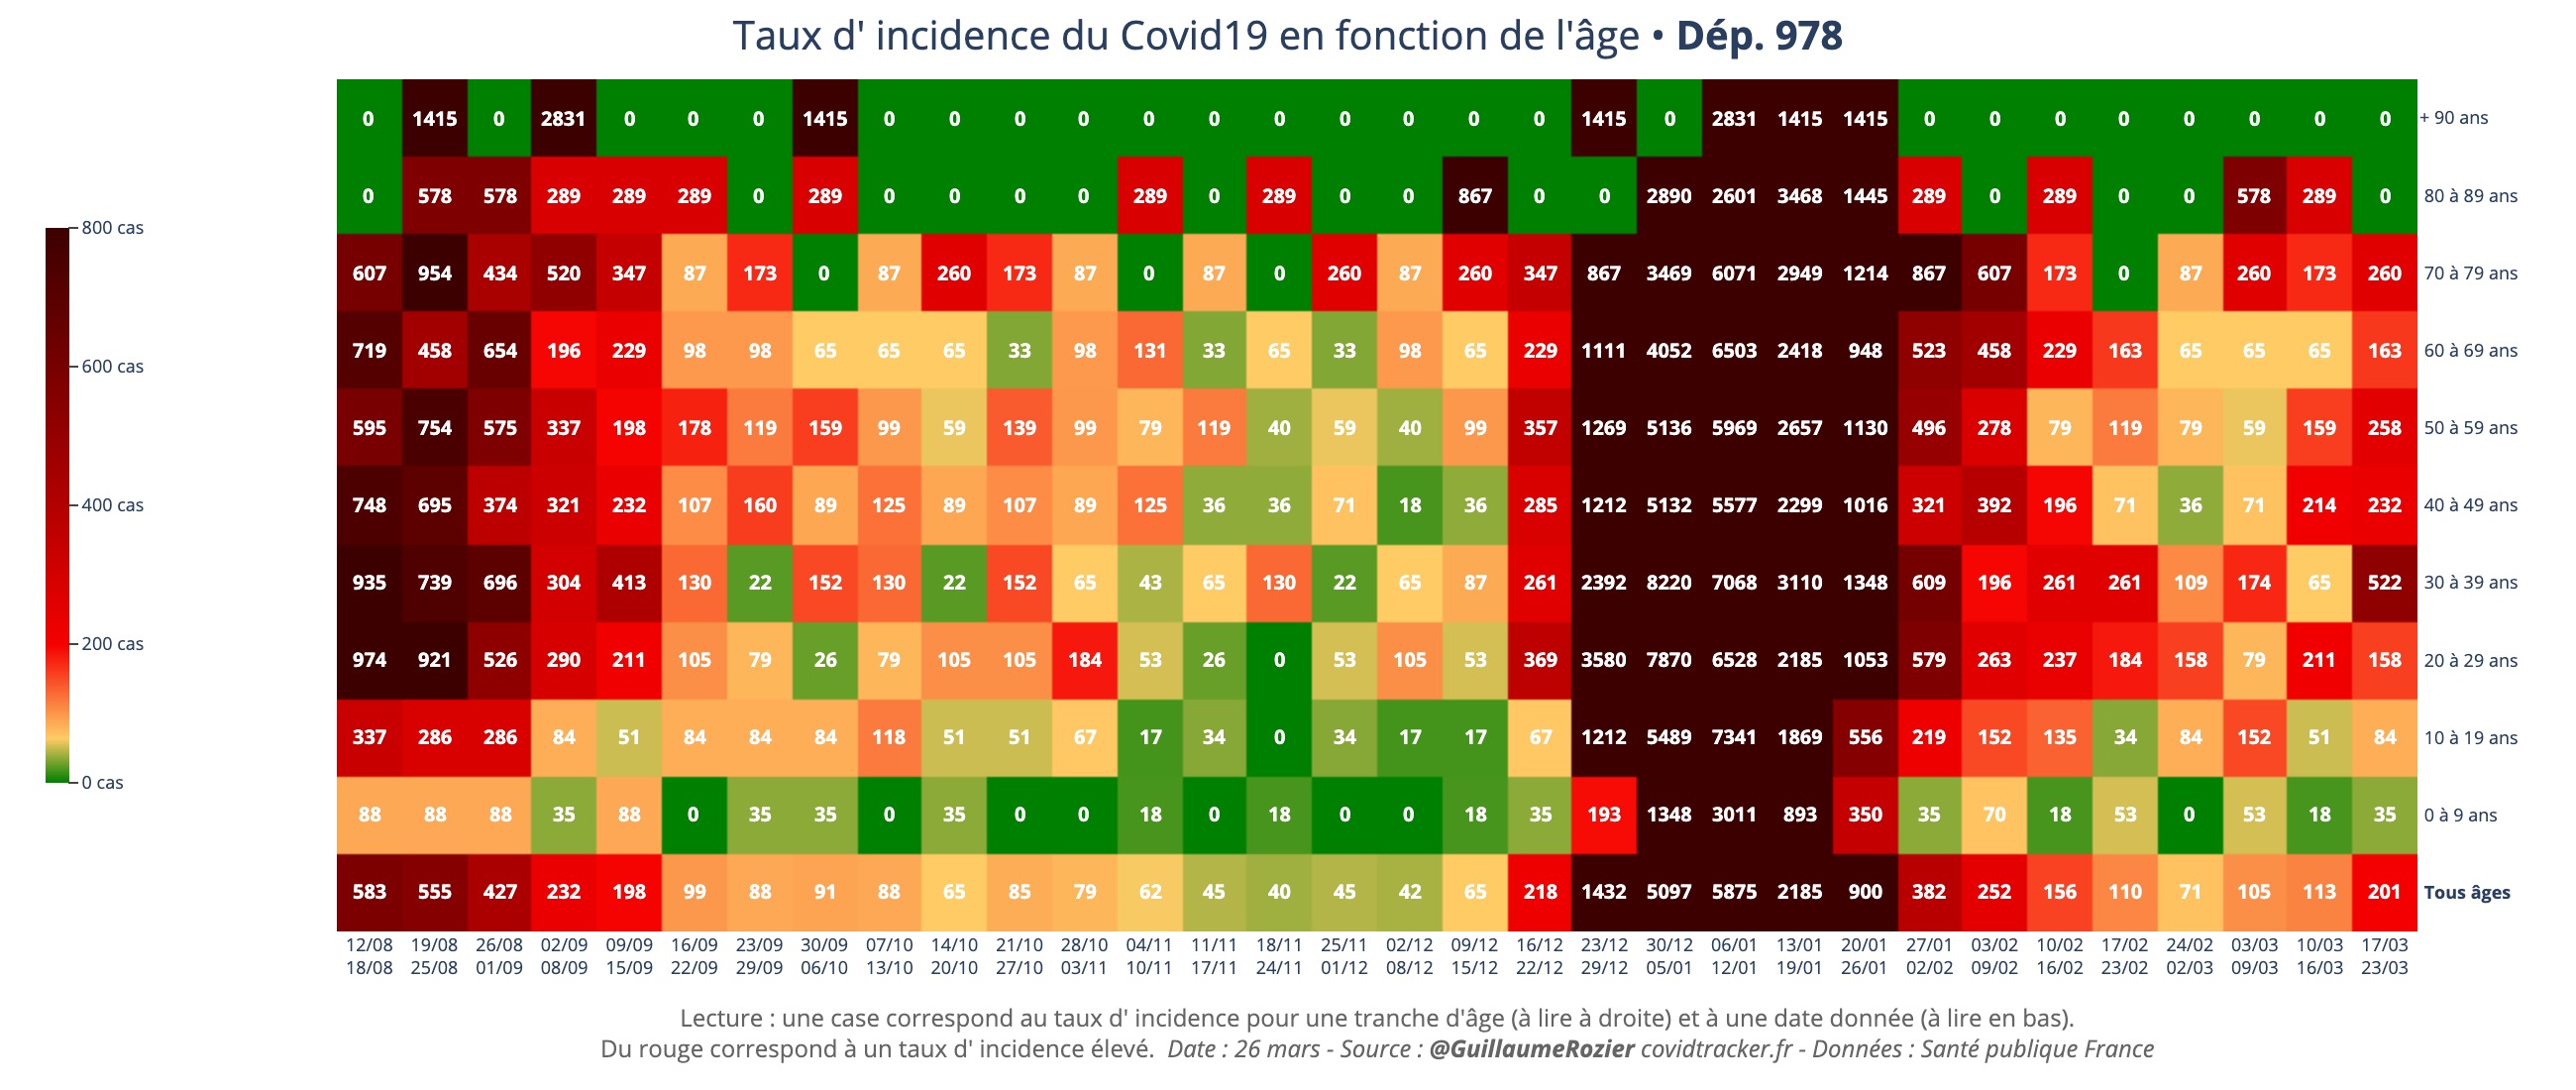 Taux d' incidence du Covid19 en fonction de l'âge • Dép. 978
0 1415 0 2831 0 0 0 1415 0 0 0 0 0 0 0 0 0 0 0 1415 0 2831 1415 1415 0 0 0 0 0 0 0 0 + 90 ans
0 578 578 289 289 289 0 289 0 0 0 0 289 0 289 0 0 867 0 0 2890 2601 3468 1445 289 0 289 0 0 578 289 0 80 à 89 ans
800 cas
607 954 434 520 347 87 173 0 87 260 173 87 0 87 0 260 87 260 347 867 3469 6071 2949 1214 867 607 173 0 87 260 173 260 70 à 79 ans
719 458 654 196 229 98 98 65 65 65 33 98 131 33 65 33 98 65 229 1111 4052 6503 2418 948 523 458 229 163 65 65 65 163 60 à 69 ans
600 cas
595 754 575 337 198 178 119 159 99 59 139 99 79 119 40 59 40 99 357 1269 5136 5969 2657 1130 496 278 79 119 79 59 159 258 50 à 59 ans
400 cas
748 695 374 321 232 107 160 89 125 89 107 89 125 36 36 71 18 36 285 1212 5132 5577 2299 1016 321 392 196 71 36 71 214 232 40 à 49 ans
935 739 696 304 413 130 22 152 130 22 152 65 43 65 130 22 65 87 261 2392 8220 7068 3110 1348 609 196 261 261 109 174 65 522 30 à 39 ans
200 cas
974 921 526 290 211 105 79 26 79 105 105 184 53 26 0 53 105 53 369 3580 7870 6528 2185 1053 579 263 237 184 158 79 211 158 20 à 29 ans
337 286 286 84 51 84 84 84 118 51 51 67 17 34 0 34 17 17 67 1212 5489 7341 1869 556 219 152 135 34 84 152 51 84 10 à 19 ans
0 cas
88 88 88 35 88 0 35 35 0 35 0 0 18 0 18 0 0 18 35 193 1348 3011 893 350 35 70 18 53 0 53 18 35 0 à 9 ans
583 555 427 232 198 99 88 91 88 65 85 79 62 45 40 45 42 65 218 1432 5097 5875 2185 900 382 252 156 110 71 105 113 201 Tous âges
12/08 19/08 26/08 02/09 09/09 16/09 23/09 30/09 07/10 14/10 21/10 28/10 04/11 11/11 18/11 25/11 02/12 09/12 16/12 23/12 30/12 06/01 13/01 20/01 27/01 03/02 10/02 17/02 24/02 03/03 10/03 17/03
18/08 25/08 01/09 08/09 15/09 22/09 29/09 06/10 13/10 20/10 27/10 03/11 10/11 17/11 24/11 01/12 08/12 15/12 22/12 29/12 05/01 12/01 19/01 26/01 02/02 09/02 16/02 23/02 02/03 09/03 16/03 23/03
Lecture : une case correspond au taux d' incidence pour une tranche d'âge (à lire à droite) et à une date donnée (à lire en bas).
Du rouge correspond à un taux d' incidence élevé. Date : 26 mars - Source : @GuillaumeRozier covidtracker.fr - Données : Santé publique France